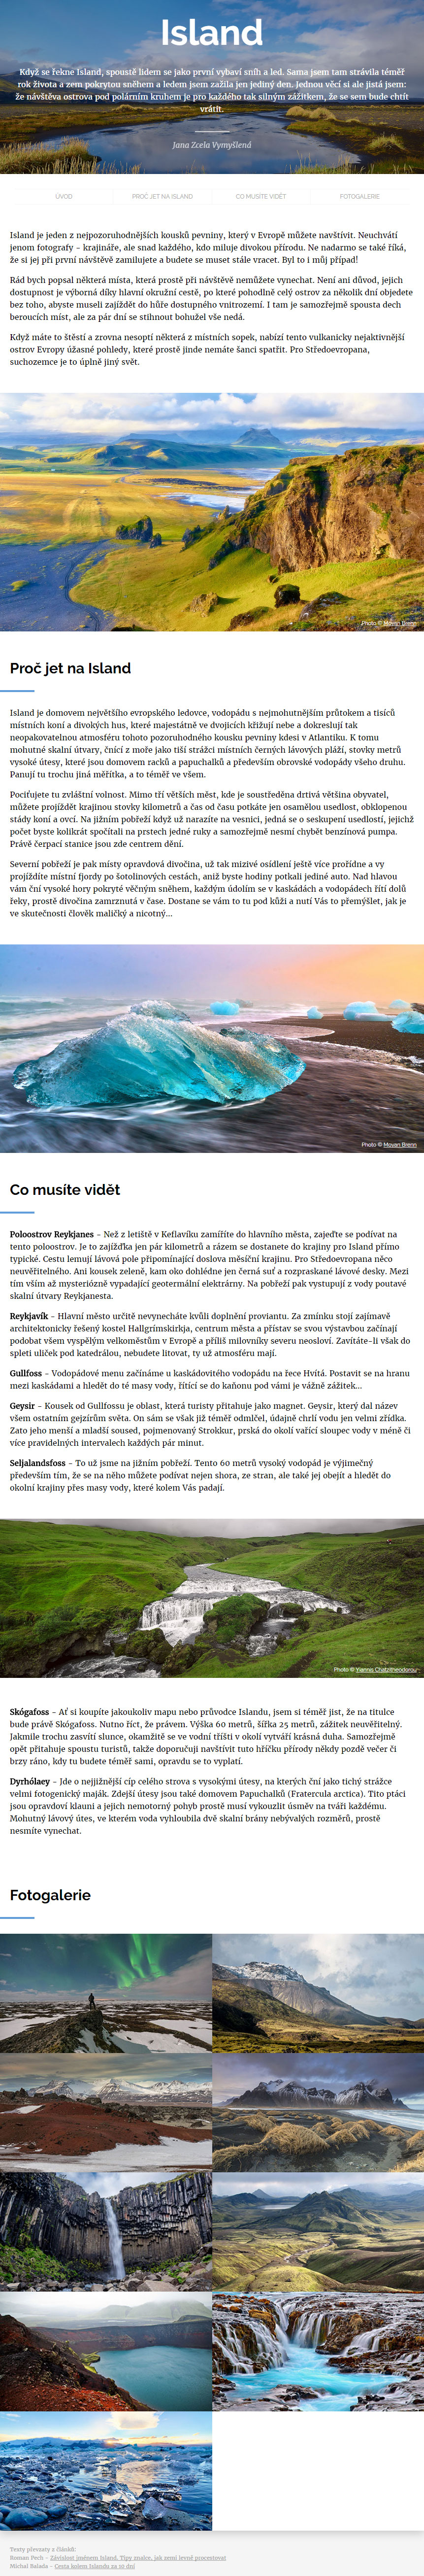 Island
Když se řekne Island, spoustě lidem se jako první vybaví sníh a led. Sama jsem tam strávila téměř
rok života a zem pokrytou sněhem a ledem jsem zažila jen jediný den. Jednou věcí si ale jistá jsem:
že návštěva ostrova pod polárním kruhem je pro každého tak silným zážitkem, že se sem bude chtít
vrátit.
Jana Zcela Vymyšlená
ÚVOD
PROČ JET NA ISLAND
CO MUSÍTE VIDĚT
FOTOGALERIE
Island je jeden z nejpozoruhodnějších kousků pevniny, který v Evropě můžete navštívit. Neuchvátí
jenom fotografy - krajináře, ale snad každého, kdo miluje divokou přírodu. Ne nadarmo se také říká,
že si jej při první návštěvě zamilujete a budete se muset stále vracet. Byl to i můj případ!
Rád bych popsal některá místa, která prostě při návštěvě nemůžete vynechat. Není ani důvod, jejich
dostupnost je výborná díky hlavní okružní cestě, po které pohodlně celý ostrov za několik dní objedete
bez toho, abyste museli zajíždět do hůře dostupného vnitrozemí. I tam je samozřejmě spousta dech
beroucích míst, ale za pár dní se stihnout bohužel vše nedá.
Když máte to štěstí a zrovna nesoptí některá z místních sopek, nabízí tento vulkanicky nejaktivnější
ostrov Evropy úžasné pohledy, které prostě jinde nemáte šanci spatřit. Pro Středoevropana,
suchozemce je to úplně jiný svět.
Photo © Moyan Brenn
Proč jet na Island
Island je domovem největšího evropského ledovce, vodopádu s nejmohutnějším průtokem a tisíců
místních koní a divokých hus, které majestátně ve dvojicích křižují nebe a dokreslují tak
neopakovatelnou atmosféru tohoto pozoruhodného kousku pevniny kdesi v Atlantiku. K tomu
mohutné skalní útvary, čnící z moře jako tiší strážci místních černých lávových pláží, stovky metrů
vysoké útesy, které jsou domovem racků a papuchalků a především obrovské vodopády všeho druhu.
Panují tu trochu jiná měřítka, a to téměř ve všem.
Pociťujete tu zvláštní volnost. Mimo tří větších měst, kde je soustředěna drtivá většina obyvatel,
můžete projíždět krajinou stovky kilometrů a čas od času potkáte jen osamělou usedlost, obklopenou
stády koní a ovcí. Na jižním pobřeží když už narazíte na vesnici, jedná se o seskupení usedlostí, jejichž
počet byste kolikrát spočítali na prstech jedné ruky a samozřejmě nesmí chybět benzínová pumpa.
Právě čerpací stanice jsou zde centrem dění.
Severní pobřeží je pak místy opravdová divočina, už tak mizivé osídlení ještě více prořídne a vy
projíždíte místní fjordy po šotolinových cestách, aniž byste hodiny potkali jediné auto. Nad hlavou
vám ční vysoké hory pokryté věčným sněhem, každým údolím se v kaskádách a vodopádech řítí dolů
řeky, prostě divočina zamrznutá v čase. Dostane se vám to tu pod kůži a nutí Vás to přemýšlet, jak je
ve skutečnosti člověk maličký a nicotný…
Photo © Moyan Brenn
Co musíte vidět
Poloostrov Reykjanes – Než z letiště v Keflavíku zamíříte do hlavního města, zajeďte se podívat na
tento poloostrov. Je to zajížďka jen pár kilometrů a rázem se dostanete do krajiny pro Island přímo
typické. Cestu lemují lávová pole připomínající doslova měsíční krajinu. Pro Středoevropana něco
neuvěřitelného. Ani kousek zeleně, kam oko dohlédne jen černá suť a rozpraskané lávové desky. Mezi
tím vším až mysteriózně vypadající geotermální elektrárny. Na pobřeží pak vystupují z vody poutavé
skalní útvary Reykjanesta.
Reykjavík – Hlavní město určitě nevynecháte kvůli doplnění proviantu. Za zmínku stojí zajímavě
architektonicky řešený kostel Hallgrímskirkja, centrum města a přístav se svou výstavbou začínají
podobat všem vyspělým velkoměstům v Evropě a příliš milovníky severu neosloví. Zavítáte-li však do
spleti uliček pod katedrálou, nebudete litovat, ty už atmosféru mají.
Gullfoss – Vodopádové menu začínáme u kaskádovitého vodopádu na řece Hvítá. Postavit se na hranu
mezi kaskádami a hledět do té masy vody, řítící se do kaňonu pod vámi je vážně zážitek…
Geysir - Kousek od Gullfossu je oblast, která turisty přitahuje jako magnet. Geysir, který dal název
všem ostatním gejzírům světa. On sám se však již téměř odmlčel, údajně chrlí vodu jen velmi zřídka.
Zato jeho menší a mladší soused, pojmenovaný Strokkur, prská do okolí vařící sloupec vody v méně či
více pravidelných intervalech každých pár minut.
Seljalandsfoss – To už jsme na jižním pobřeží. Tento 60 metrů vysoký vodopád je výjimečný
především tím, že se na něho můžete podívat nejen shora, ze stran, ale také jej obejít a hledět do
okolní krajiny přes masy vody, které kolem Vás padají.
Photo © Yiannis Chatzitheodorou
Skógafoss – Ať si koupíte jakoukoliv mapu nebo průvodce Islandu, jsem si téměř jist, že na titulce
bude právě Skógafoss. Nutno říct, že právem. Výška 60 metrů, šířka 25 metrů, zážitek neuvěřitelný.
Jakmile trochu zasvítí slunce, okamžitě se ve vodní tříšti v okolí vytváří krásná duha. Samozřejmě
opět přitahuje spoustu turistů, takže doporučuji navštívit tuto hříčku přírody někdy pozdě večer či
brzy ráno, kdy tu budete téměř sami, opravdu se to vyplatí.
Dyrhólaey – Jde o nejjižnější cíp celého strova s vysokými útesy, na kterých ční jako tichý strážce
velmi fotogenický maják. Zdejší útesy jsou také domovem Papuchalků (Fratercula arctica). Tito ptáci
jsou opravdoví klauni a jejich nemotorný pohyb prostě musí vykouzlit úsměv na tváři každému.
Mohutný lávový útes, ve kterém voda vyhloubila dvě skalní brány nebývalých rozměrů, prostě
nesmíte vynechat.
Fotogalerie
Texty převzaty z článků:
Roman Pech - Závislost jménem Island. Tipy znalce, jak zemi levně procestovat
Michal Balada - Cesta kolem Islandu za 10 dní